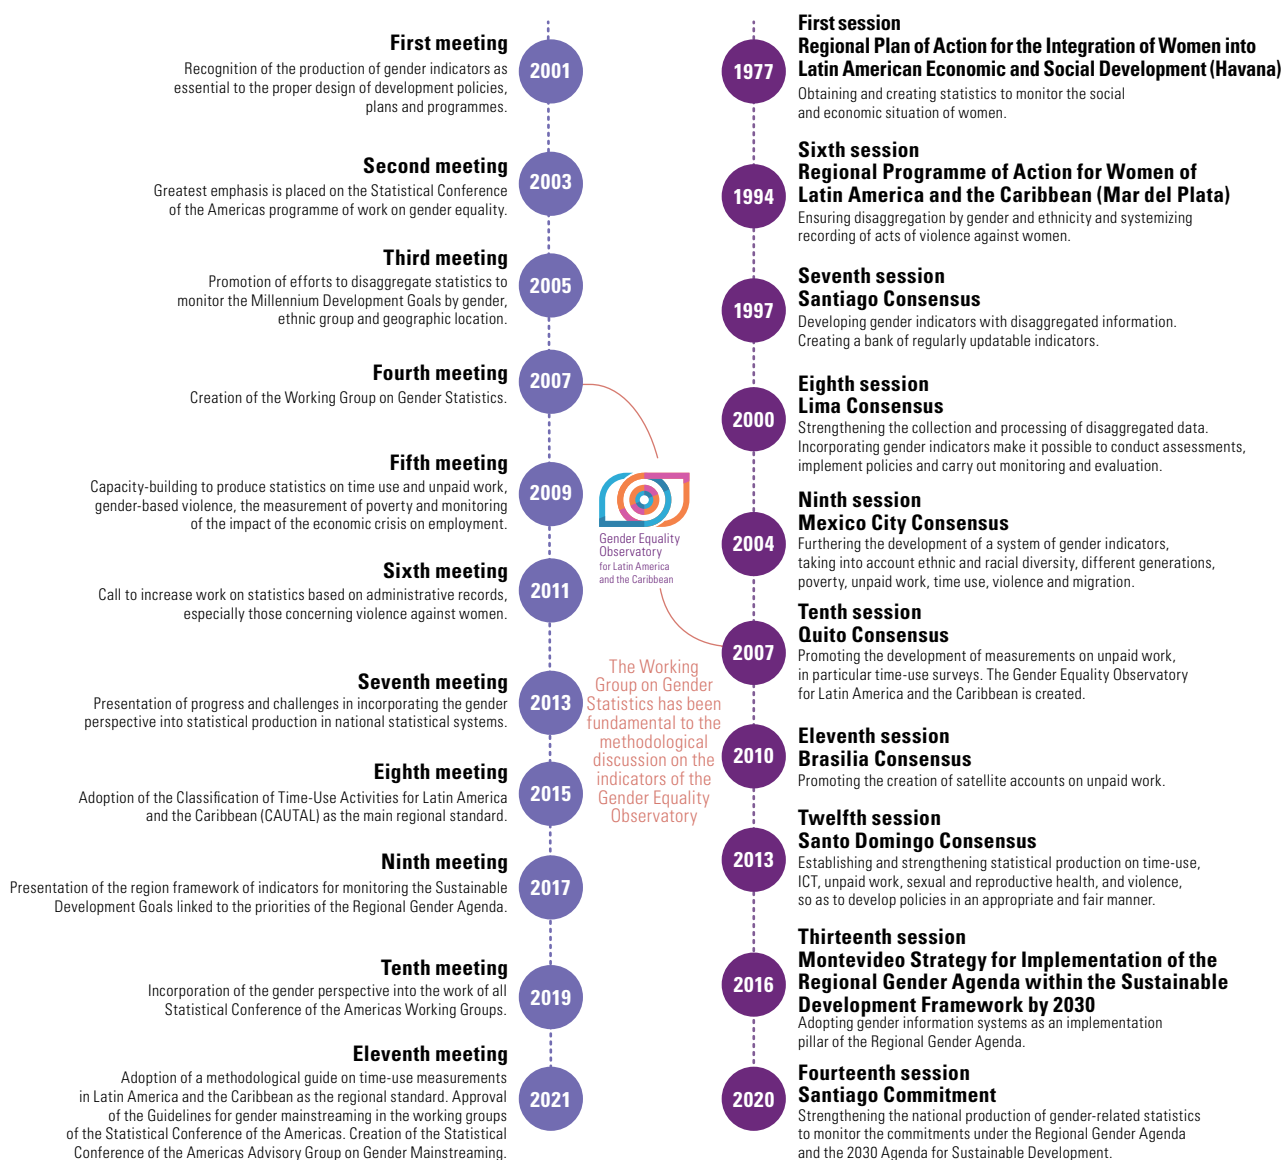 First meeting
2001
Recognition of the production of gender indicators as
essential to the proper design of development policies,
plans and programmes.
Second meeting
2003
Greatest emphasis is placed on the Statistical Conference
of the Americas programme of work on gender equality.
Third meeting
2005
Promotion of efforts to disaggregate statistics to
monitor the Millennium Development Goals by gender,
ethnic group and geographic location.
Fourth meeting
2007
Creation of the Working Group on Gender Statistics.
Fifth meeting
2009
Capacity-building to produce statistics on time use and unpaid work,
gender-based violence, the measurement of poverty and monitoring
of the impact of the economic crisis on employment.
Sixth meeting
2011
Call to increase work on statistics based on administrative records,
especially those concerning violence against women.
Seventh meeting
2013
Presentation of progress and challenges in incorporating the gender
perspective into statistical production in national statistical systems.
Eighth meeting
2015
Adoption of the Classification of Time-Use Activities for Latin America
and the Caribbean (CAUTAL) as the main regional standard.
Ninth meeting
2017
Presentation of the region framework of indicators for monitoring the Sustainable
Development Goals linked to the priorities of the Regional Gender Agenda.
Tenth meeting
2019
Incorporation of the gender perspective into the work of all
Statistical Conference of the Americas Working Groups.
Eleventh meeting
2021
Adoption of a methodological guide on time-use measurements
in Latin America and the Caribbean as the regional standard. Approval
of the Guidelines for gender mainstreaming in the working groups
of the Statistical Conference of the Americas. Creation of the Statistical
Conference of the Americas Advisory Group on Gender Mainstreaming.
Gender Equality
Observatory
for Latin America
and the Caribbean
The Working
Group on Gender
Statistics has been
fundamental to the
methodological
discussion on the
indicators of the
Gender Equality
Observatory
First session
1977
Regional Plan of Action for the Integration of Women into
Latin American Economic and Social Development (Havana)
Obtaining and creating statistics to monitor the social
and economic situation of women.
Sixth session
1994
Regional Programme of Action for Women of
Latin America and the Caribbean (Mar del Plata)
Ensuring disaggregation by gender and ethnicity and systemizing
recording of acts of violence against women.
Seventh session
1997
Santiago Consensus
Developing gender indicators with disaggregated information.
Creating a bank of regularly updatable indicators.
Eighth session
2000
Lima Consensus
Strengthening the collection and processing of disaggregated data.
Incorporating gender indicators make it possible to conduct assessments,
implement policies and carry out monitoring and evaluation.
Ninth session
2004
Mexico City Consensus
Furthering the development of a system of gender indicators,
taking into account ethnic and racial diversity, different generations,
poverty, unpaid work, time use, violence and migration.
Tenth session
2007
Quito Consensus
Promoting the development of measurements on unpaid work,
in particular time-use surveys. The Gender Equality Observatory
for Latin America and the Caribbean is created.
Eleventh session
2010
Brasilia Consensus
Promoting the creation of satellite accounts on unpaid work.
Twelfth session
2013
Santo Domingo Consensus
Establishing and strengthening statistical production on time-use,
ICT, unpaid work, sexual and reproductive health, and violence,
so as to develop policies in an appropriate and fair manner.
Thirteenth session
2016
Montevideo Strategy for Implementation of the
Regional Gender Agenda within the Sustainable
Development Framework by 2030
Adopting gender information systems as an implementation
pillar of the Regional Gender Agenda.
Fourteenth session
2020
Santiago Commitment
Strengthening the national production of gender-related statistics
to monitor the commitments under the Regional Gender Agenda
and the 2030 Agenda for Sustainable Development.